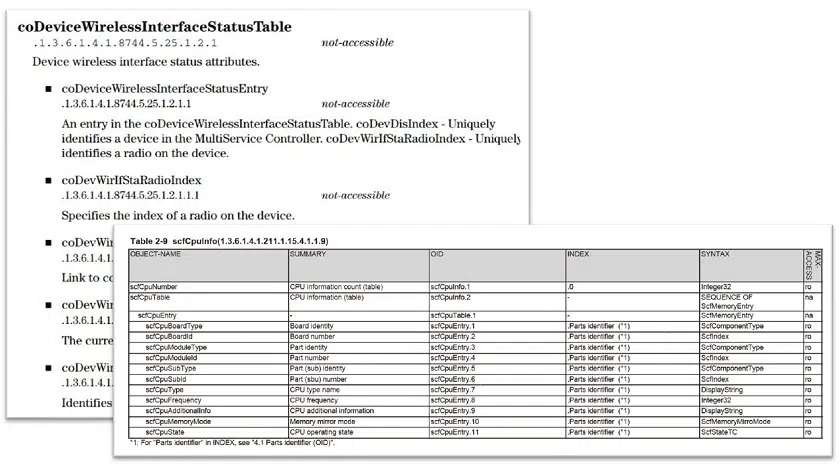 coDeviceWirelessInterfaceStatusTable
.1.3.6.1.4.1.8744.5.25.1.2.1 not-accessible
Device wireless interface status attributes.
■ coDeviceWirelessInterfaceStatusEntry
.1.3.6.1.4.1.8744.5.25.1.2.1.1 not-accessible
An entry in the coDeviceWirelessInterfaceStatusTable. coDevDisIndex - Uniquely
identifies a device in the MultiService Controller. coDevWirIfStaRadioIndex - Uniquely
identifies a radio on the device.
■ coDevWirIfStaRadioIndex
.1.3.6.1.4.1.8744.5.25.1.2.1.1.1 not-accessible
Specifies the index of a radio on the device.
■ coDevWi
.1.3.6.1.4.1.
Link to co
■ coDevWi
.1.3.6.1.4.1.
The curre
■ coDevWi
.1.3.6.1.4.1.
Identifies
Table 2-9 scfCpuInfo(1.3.6.1.4.1.211.1.15.4.1.1.9)
OBJECT-NAME SUMMARY OID INDEX SYNTAX MAX-ACCESS
scfCpuNumber CPU information count (table) scfCpuInfo.1 .0 Integer32 ro
scfCpuTable CPU information (table) scfCpuInfo.2 - SEQUENCE OF ScfMemoryEntry na
scfCpuEntry - scfCpuTable.1 - ScfMemoryEntry na
scfCpuBoardType Board identity scfCpuEntry.1 .Parts identifier (*1) ScfComponentType ro
scfCpuBoardId Board number scfCpuEntry.2 .Parts identifier (*1) ScfIndex ro
scfCpuModuleType Part identity scfCpuEntry.3 .Parts identifier (*1) ScfComponentType ro
scfCpuModuleId Part number scfCpuEntry.4 .Parts identifier (*1) ScfIndex ro
scfCpuSubType Part (sub) identity scfCpuEntry.5 .Parts identifier (*1) ScfComponentType ro
scfCpuSubId Part (sbu) number scfCpuEntry.6 .Parts identifier (*1) ScfIndex ro
scfCpuType CPU type name scfCpuEntry.7 .Parts identifier (*1) DisplayString ro
scfCpuFrequency CPU frequency scfCpuEntry.8 .Parts identifier (*1) Integer32 ro
scfCpuAdditionalInfo CPU additional information scfCpuEntry.9 .Parts identifier (*1) DisplayString ro
scfCpuMemoryMode Memory mirror mode scfCpuEntry.10 .Parts identifier (*1) ScfMemoryMirroMode ro
scfCpuState CPU operating state scfCpuEntry.11 .Parts identifier (*1) ScfStateTC ro
*1: For "Parts identifier" in INDEX, see "4.1 Parts identifier (OID)".